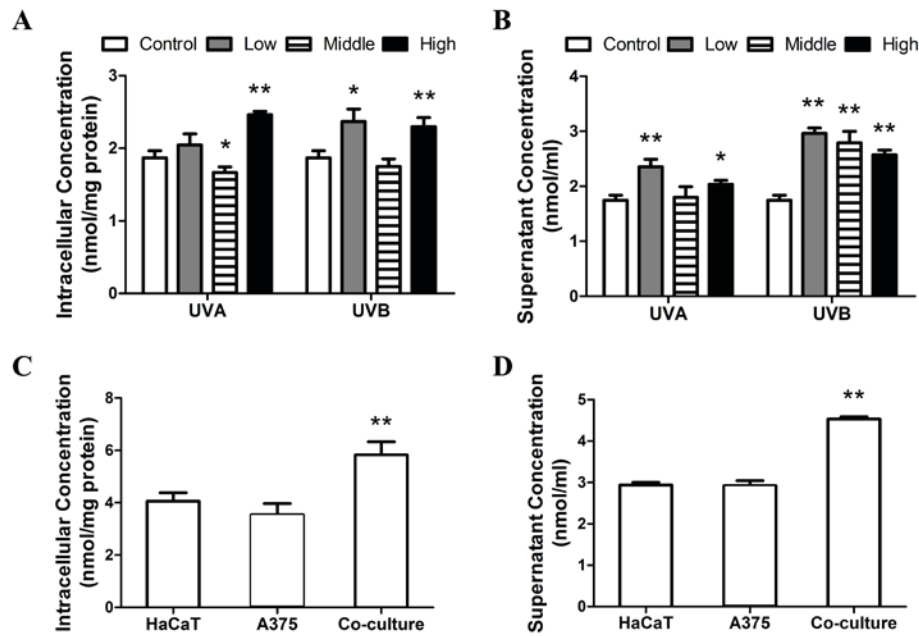 A
Control Low Middle High
Intracellular Concentration
(nmol/mg protein)
3
2
1
0
** * * **
UVA UVB
B
Control Low Middle High
Supernatant Concentration
(nmol/ml)
4
3
2
1
0
** * ** ** **
UVA UVB
C
Intracellular Concentration
(nmol/mg protein)
8
6
4
2
0
**
HaCaT A375 Co-culture
D
Supernatant Concentration
(nmol/ml)
5
4
3
2
1
0
**
HaCaT A375 Co-culture